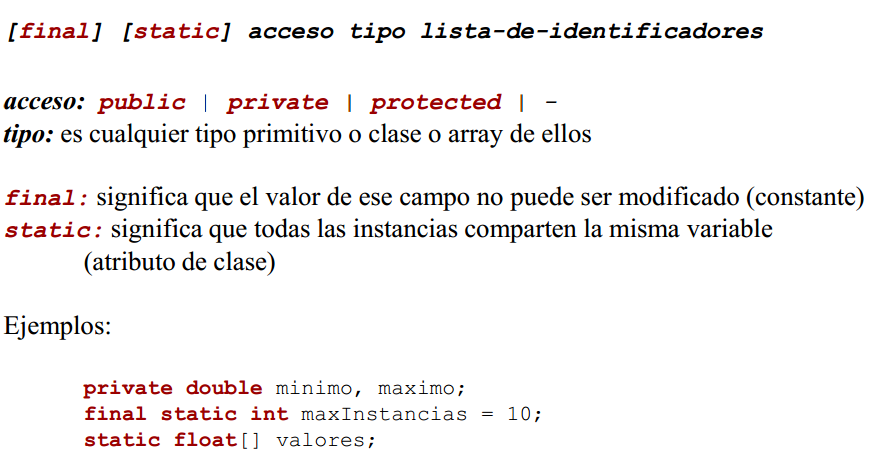 [final] [static] acceso tipo lista-de-identificadores
acceso: public | private | protected | -
tipo: es cualquier tipo primitivo o clase o array de ellos
final: significa que el valor de ese campo no puede ser modificado (constante)
static: significa que todas las instancias comparten la misma variable
(atributo de clase)
Ejemplos:
private double minimo, maximo;
final static int maxInstancias = 10;
static float[] valores;